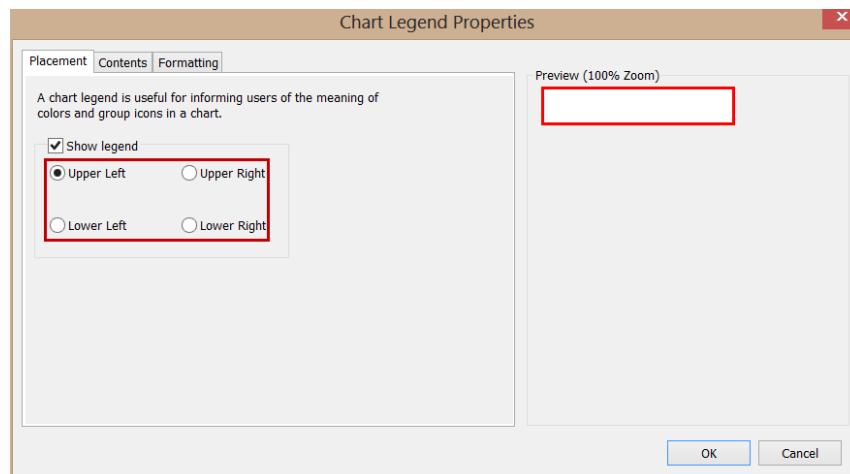 Chart Legend Properties
Placement Contents Formatting
Preview (100% Zoom)
A chart legend is useful for informing users of the meaning of
colors and group icons in a chart.
Show legend
Upper Left Upper Right
Lower Left Lower Right
OK Cancel